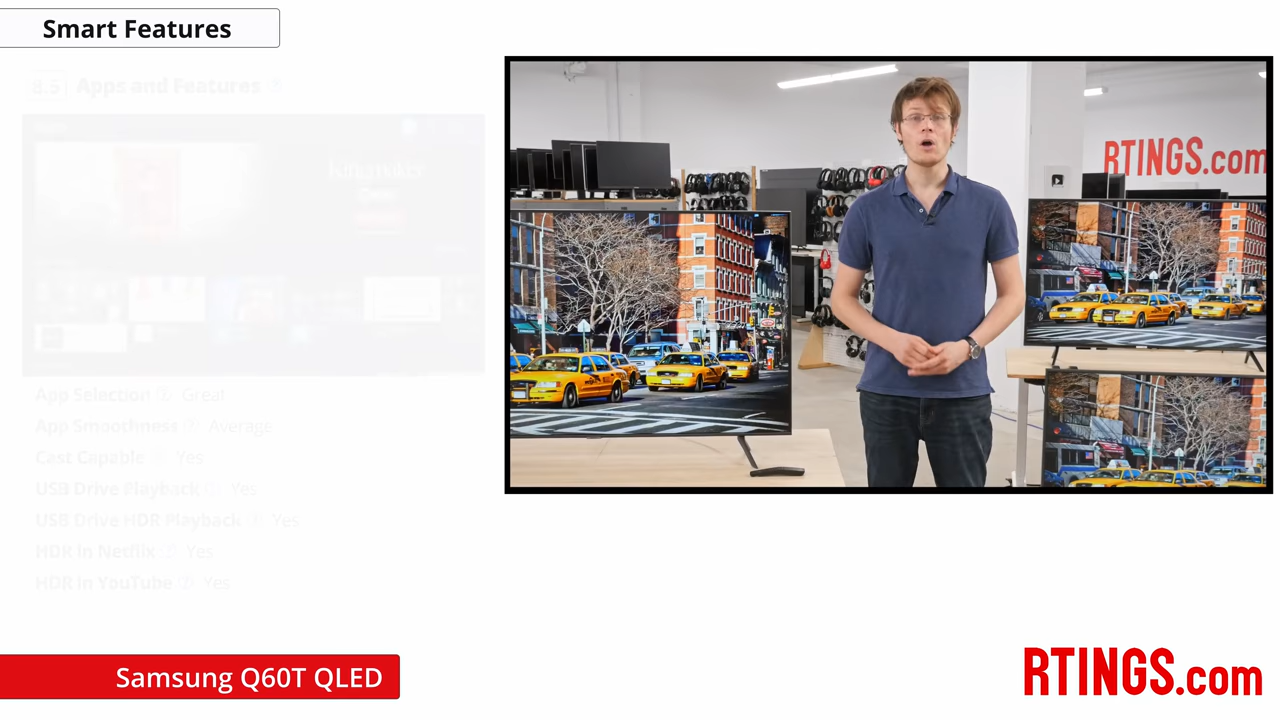 Smart Features
8.5 Apps and Features
RTINGS.com
App Selection Great
App Smoothness Average
Cast Capable Yes
USB Drive Playback Yes
USB Drive HDR Playback Yes
HDR in Netflix Yes
HDR in YouTube Yes
Samsung Q60T QLED
RTINGS.com